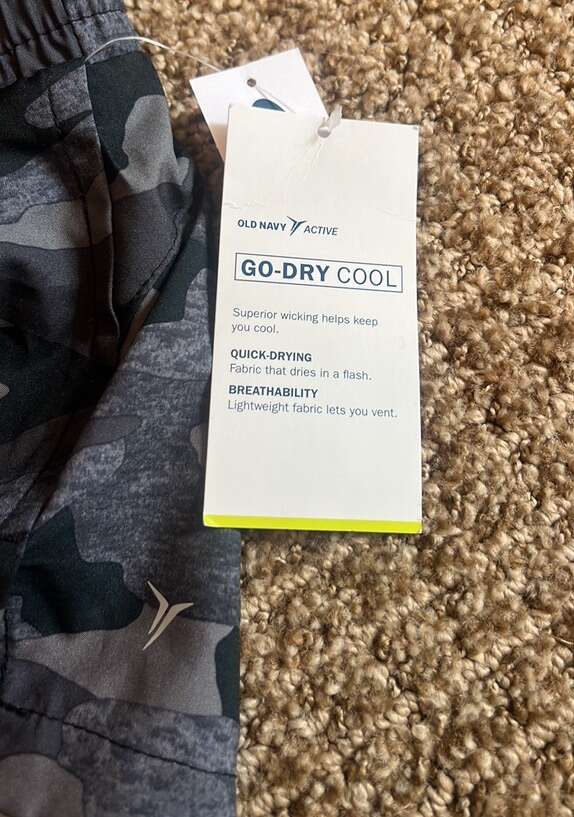 OLD NAVY ACTIVE
GO-DRY COOL
Superior wicking helps keep
you cool.
QUICK-DRYING
Fabric that dries in a flash.
BREATHABILITY
Lightweight fabric lets you vent.